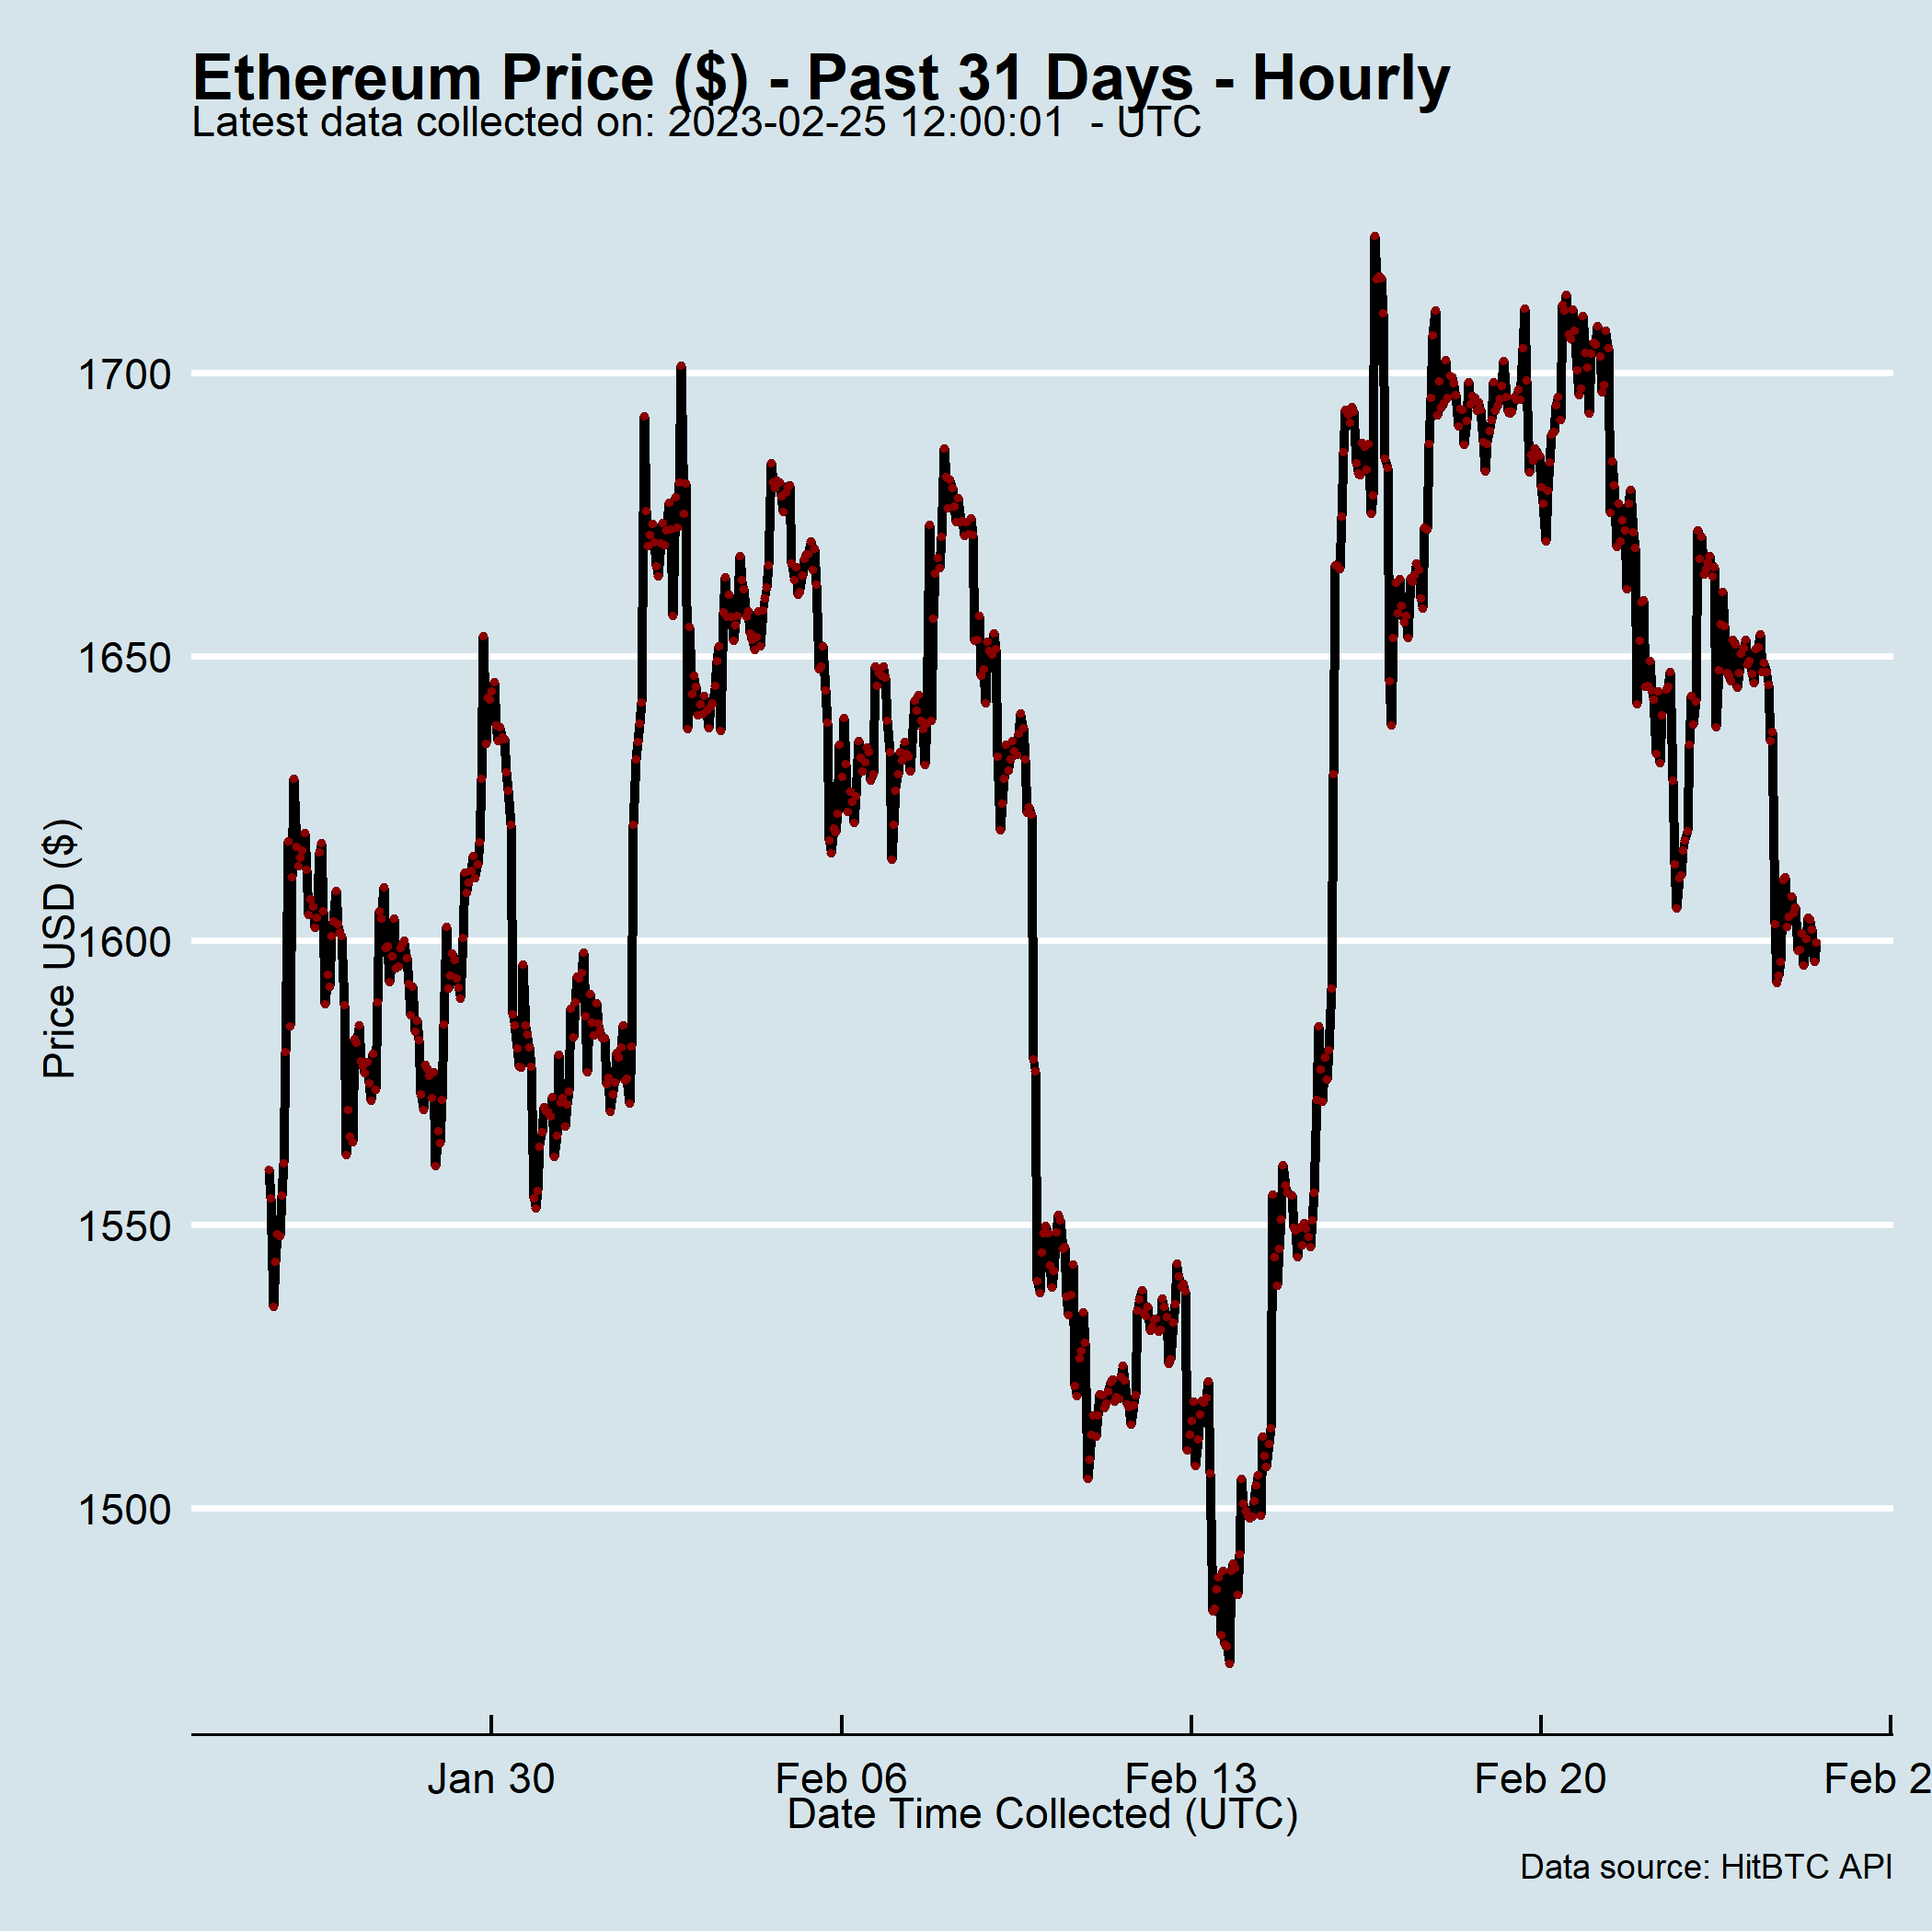 Ethereum Price ($) - Past 31 Days - Hourly
Latest data collected on: 2023-02-25 12:00:01  - UTC
1700
1650
1600
1550
1500
Price USD ($)
Jan 30
Feb 06
Feb 13
Feb 20
Feb 2
Date Time Collected (UTC)
Data source: HitBTC API